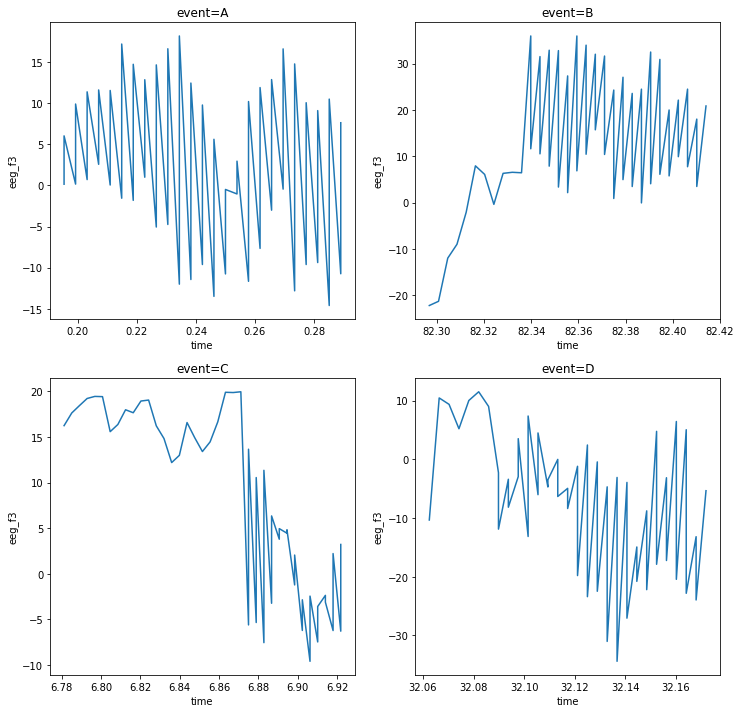 event=A
eeg_f3
15
10
5
0
−5
−10
−15
0.20 0.22 0.24 0.26 0.28
time
event=B
eeg_f3
30
20
10
0
−10
−20
82.30 82.32 82.34 82.36 82.38 82.40 82.42
time
event=C
eeg_f3
20
15
10
5
0
−5
−10
6.78 6.80 6.82 6.84 6.86 6.88 6.90 6.92
time
event=D
eeg_f3
10
0
−10
−20
−30
32.06 32.08 32.10 32.12 32.14 32.16
time